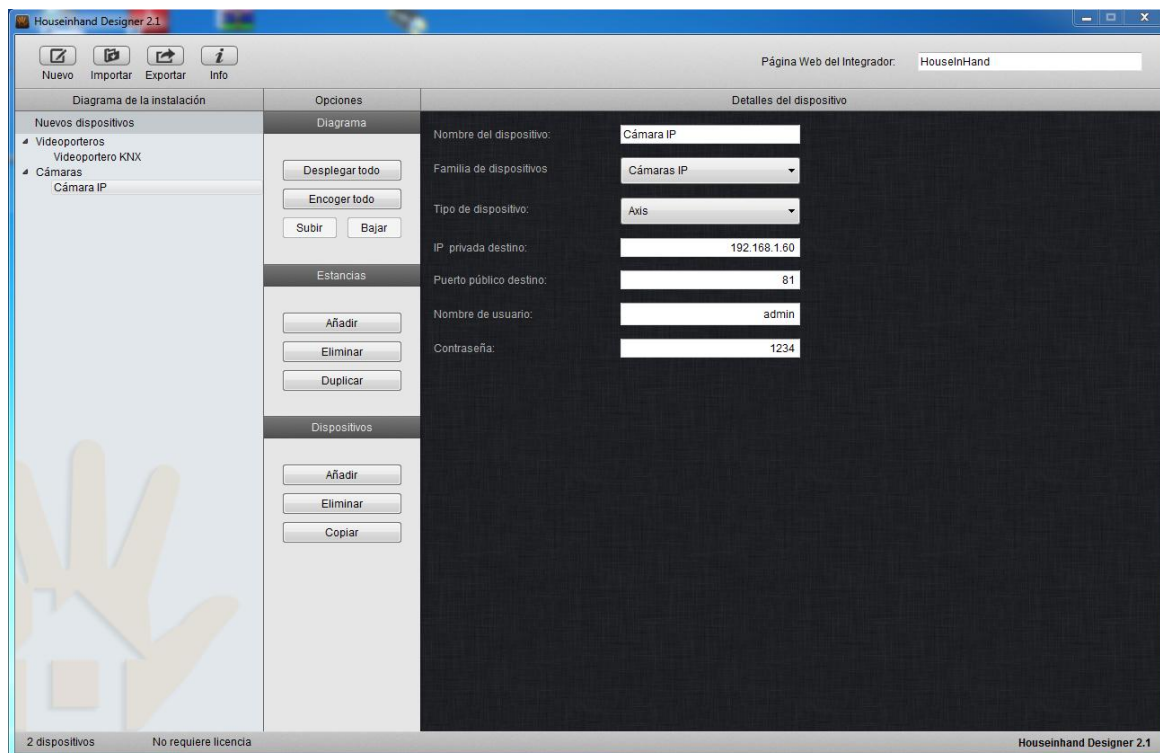 Houseinhand Designer 2.1
Nuevo Importar Exportar Info
Página Web del Integrador: HouseInHand
Diagrama de la instalación
Nuevos dispositivos
Videoporteros
Videoportero KNX
Cámaras
Cámara IP
Opciones
Diagrama
Desplegar todo
Encoger todo
Subir Bajar
Estancias
Añadir
Eliminar
Duplicar
Dispositivos
Añadir
Eliminar
Copiar
Detalles del dispositivo
Nombre del dispositivo: Cámara IP
Familia de dispositivos Cámaras IP
Tipo de dispositivo: Axis
IP privada destino: 192.168.1.60
Puerto público destino: 81
Nombre de usuario: admin
Contraseña: 1234
2 dispositivos No requiere licencia Houseinhand Designer 2.1